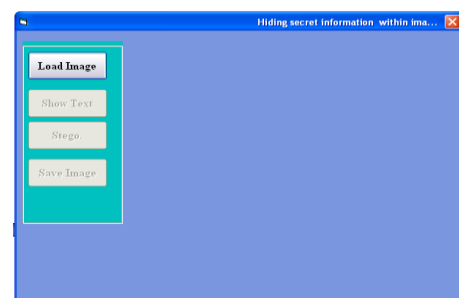 Hiding secret information within ima...
Load Image
Show Text
Stego.
Save Image